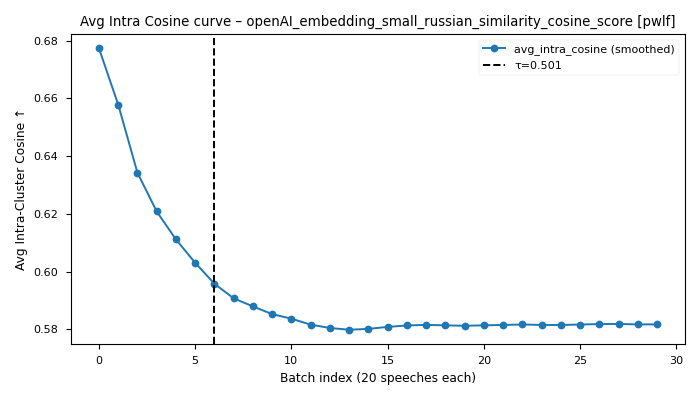 Avg Intra Cosine curve – openAI_embedding_small_russian_similarity_cosine_score [pwlf]
avg_intra_cosine (smoothed)
τ=0.501
Avg Intra-Cluster Cosine ↑
0.68
0.66
0.64
0.62
0.60
0.58
0
5
10
15
20
25
30
Batch index (20 speeches each)